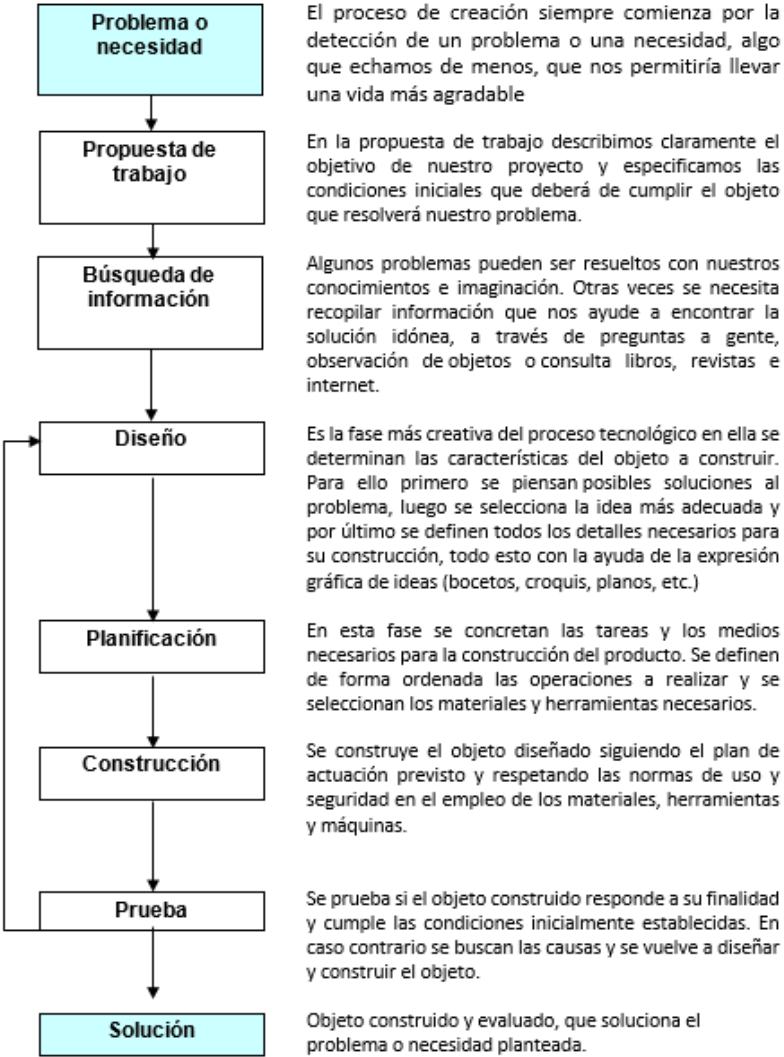 Problema o
necesidad
El proceso de creación siempre comienza por la
detección de un problema o una necesidad, algo
que echamos de menos, que nos permitiría llevar
una vida más agradable
Propuesta de
trabajo
En la propuesta de trabajo describimos claramente el
objetivo de nuestro proyecto y especificamos las
condiciones iniciales que deberá de cumplir el objeto
que resolverá nuestro problema.
Búsqueda de
información
Algunos problemas pueden ser resueltos con nuestros
conocimientos e imaginación. Otras veces se necesita
recopilar información que nos ayude a encontrar la
solución idónea, a través de preguntas a gente,
observación de objetos o consulta libros, revistas e
internet.
Diseño
Es la fase más creativa del proceso tecnológico en ella se
determinan las características del objeto a construir.
Para ello primero se piensan posibles soluciones al
problema, luego se selecciona la idea más adecuada y
por último se definen todos los detalles necesarios para
su construcción, todo esto con la ayuda de la expresión
gráfica de ideas (bocetos, croquis, planos, etc.)
Planificación
En esta fase se concretan las tareas y los medios
necesarios para la construcción del producto. Se definen
de forma ordenada las operaciones a realizar y se
seleccionan los materiales y herramientas necesarios.
Construcción
Se construye el objeto diseñado siguiendo el plan de
actuación previsto y respetando las normas de uso y
seguridad en el empleo de los materiales, herramientas
y máquinas.
Prueba
Se prueba si el objeto construido responde a su finalidad
y cumple las condiciones inicialmente establecidas. En
caso contrario se buscan las causas y se vuelve a diseñar
y construir el objeto.
Solución
Objeto construido y evaluado, que soluciona el
problema o necesidad planteada.